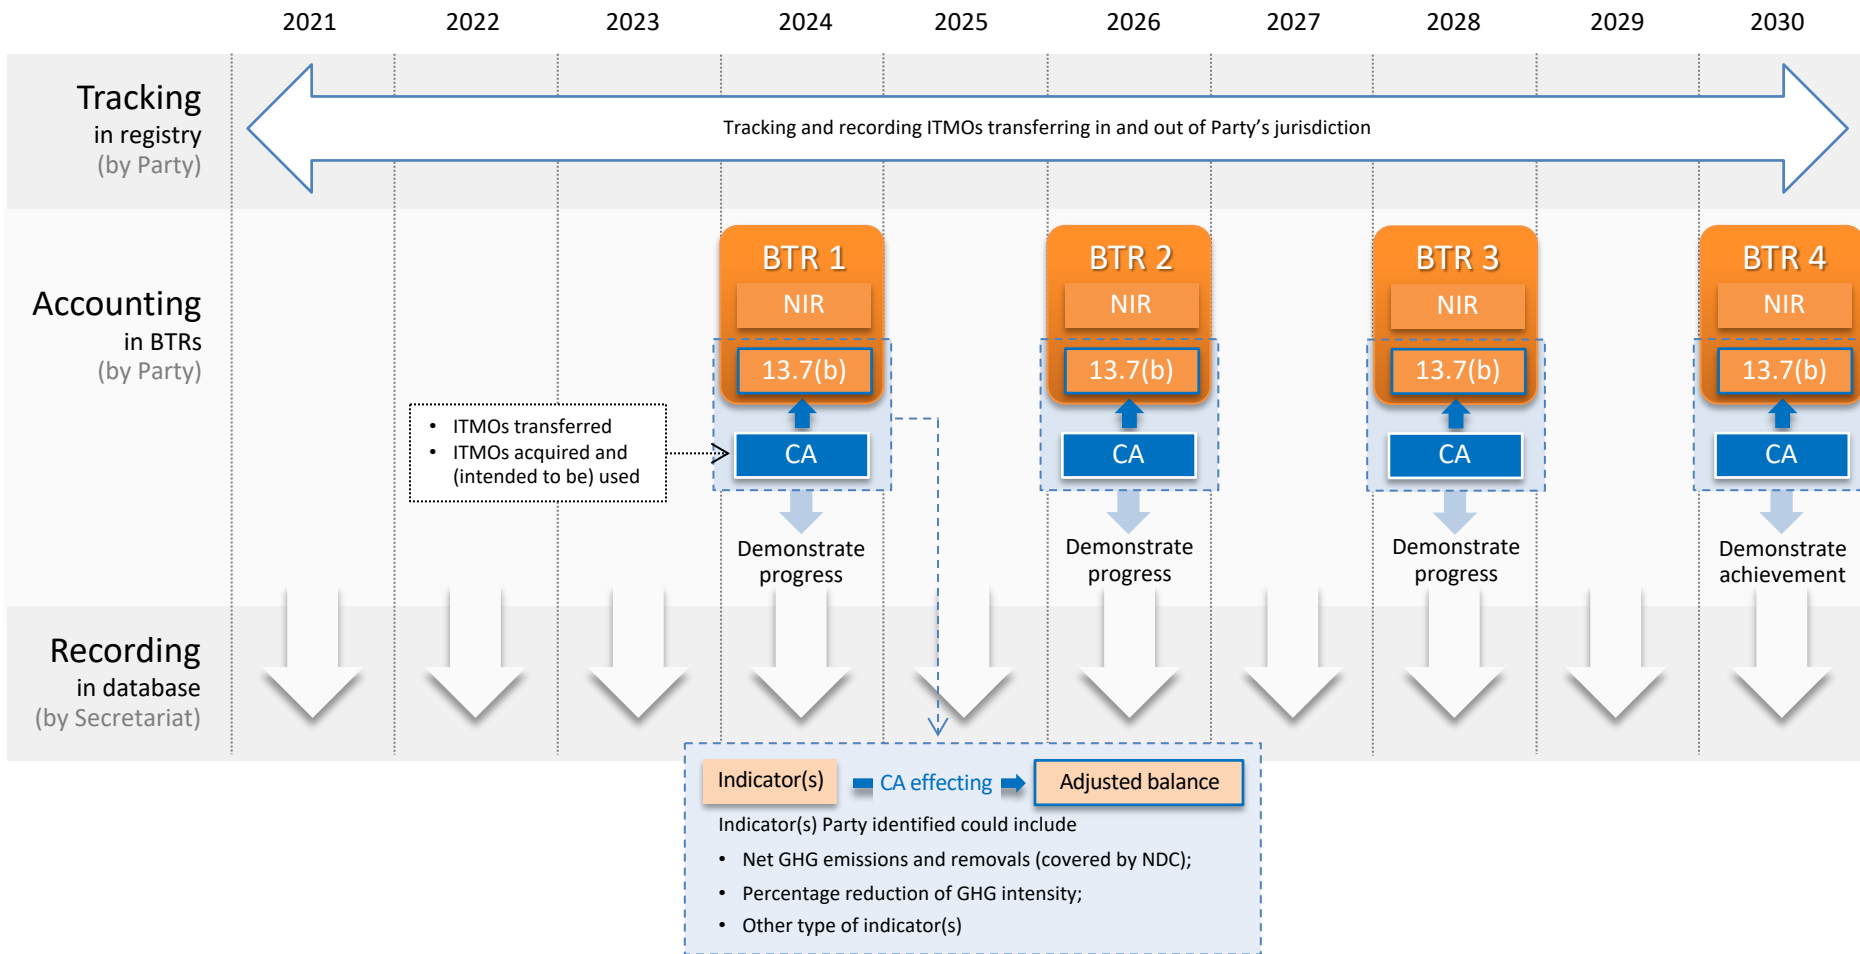 2021 2022 2023 2024 2025 2026 2027 2028 2029 2030
Tracking
in registry
(by Party)
Tracking and recording ITMOs transferring in and out of Party's jurisdiction
Accounting
in BTRs
(by Party)
BTR 1
NIR
13.7(b)
CA
Demonstrate
progress
BTR 2
NIR
13.7(b)
CA
Demonstrate
progress
BTR 3
NIR
13.7(b)
CA
Demonstrate
progress
BTR 4
NIR
13.7(b)
CA
Demonstrate
achievement
• ITMOs transferred
• ITMOs acquired and
(intended to be) used
Recording
in database
(by Secretariat)
Indicator(s) CA effecting Adjusted balance
Indicator(s) Party identified could include
• Net GHG emissions and removals (covered by NDC);
• Percentage reduction of GHG intensity;
• Other type of indicator(s)